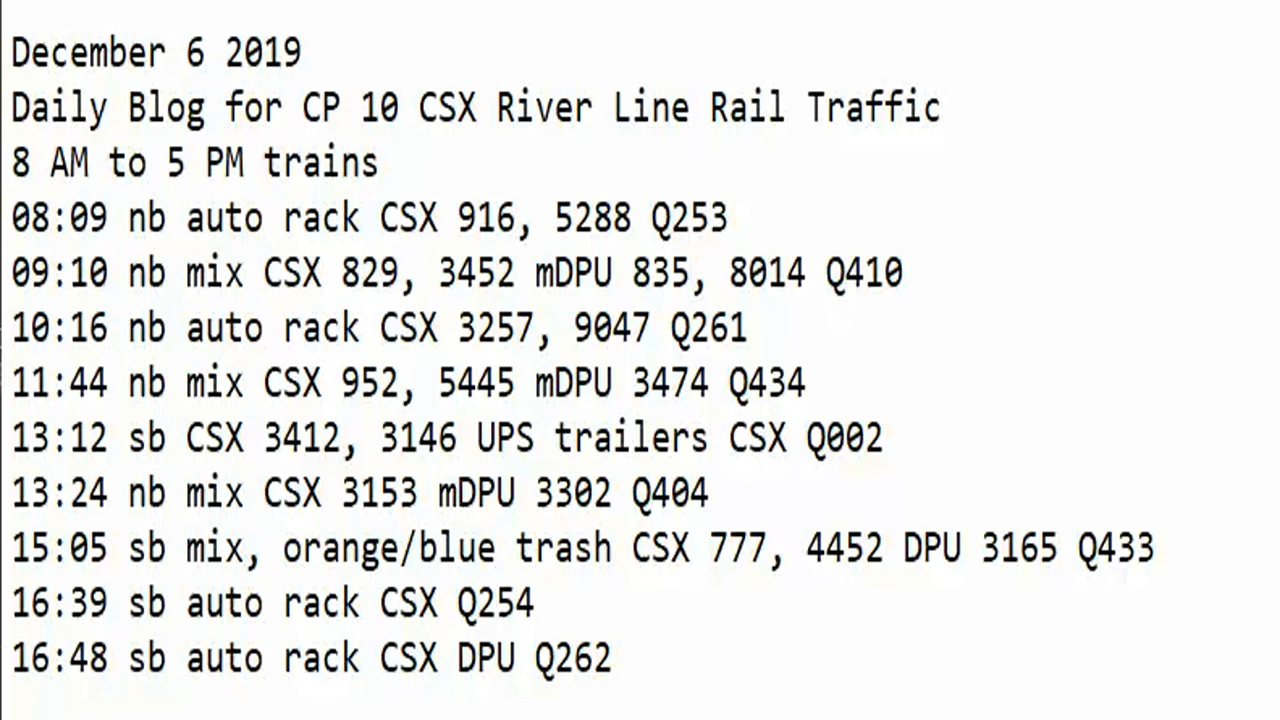 December 6 2019
Daily Blog for CP 10 CSX River Line Rail Traffic
8 AM to 5 PM trains
08:09 nb auto rack CSX 916, 5288 Q253
09:10 nb mix CSX 829, 3452 mDPU 835, 8014 Q410
10:16 nb auto rack CSX 3257, 9047 Q261
11:44 nb mix CSX 952, 5445 mDPU 3474 Q434
13:12 sb CSX 3412, 3146 UPS trailers CSX Q002
13:24 nb mix CSX 3153 mDPU 3302 Q404
15:05 sb mix, orange/blue trash CSX 777, 4452 DPU 3165 Q433
16:39 sb auto rack CSX Q254
16:48 sb auto rack CSX DPU Q262